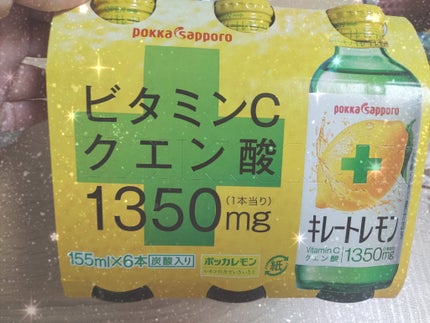 pokka sapporo
ビタミンC
クエン酸
1350mg
(1本当り)
155ml×6本 炭酸入り
ポッカレモン
紙
pokka sapporo
キレートレモン
Vitamin C
クエン酸 1350mg